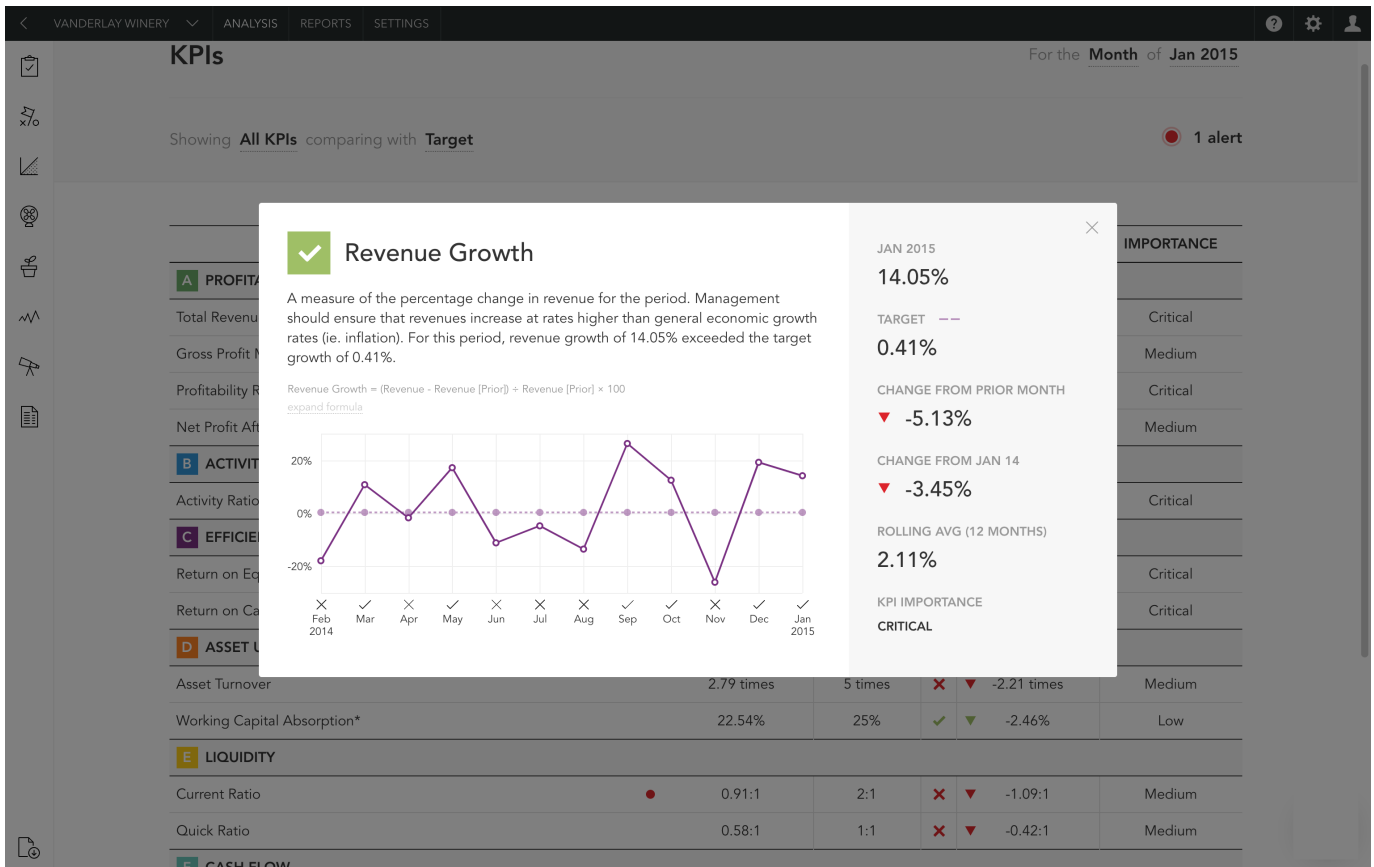 VANDERLAY WINERY ANALYSIS REPORTS SETTINGS
KPIs
For the Month of Jan 2015
Showing All KPIs comparing with Target
1 alert
IMPORTANCE
A
Total Revenu
Critical
Gross Profit
Medium
Profitability
Critical
Net Profit
Medium
B
Activity Ratio
Critical
C
Return on
Critical
Return on
Critical
D ASSET
Revenue Growth
A measure of the percentage change in revenue for the period. Management
should ensure that revenues increase at rates higher than general economic growth
rates (ie. inflation). For this period, revenue growth of 14.05% exceeded the target
growth of 0.41%.
Revenue Growth = (Revenue - Revenue [Prior]) ÷ Revenue [Prior] × 100
expand formula
20%
0%
-20%
Feb Mar Apr May Jun Jul Aug Sep Oct Nov Dec Jan
2014 2015
JAN 2015
14.05%
TARGET
0.41%
CHANGE FROM PRIOR MONTH
-5.13%
CHANGE FROM JAN 14
-3.45%
ROLLING AVG (12 MONTHS)
2.11%
KPI IMPORTANCE
CRITICAL
Asset Turnover 2.79 times 5 times -2.21 times Medium
Working Capital Absorption* 22.54% 25% -2.46% Low
E LIQUIDITY
Current Ratio 0.91:1 2:1 -1.09:1 Medium
Quick Ratio 0.58:1 1:1 -0.42:1 Medium
CASH FLOW